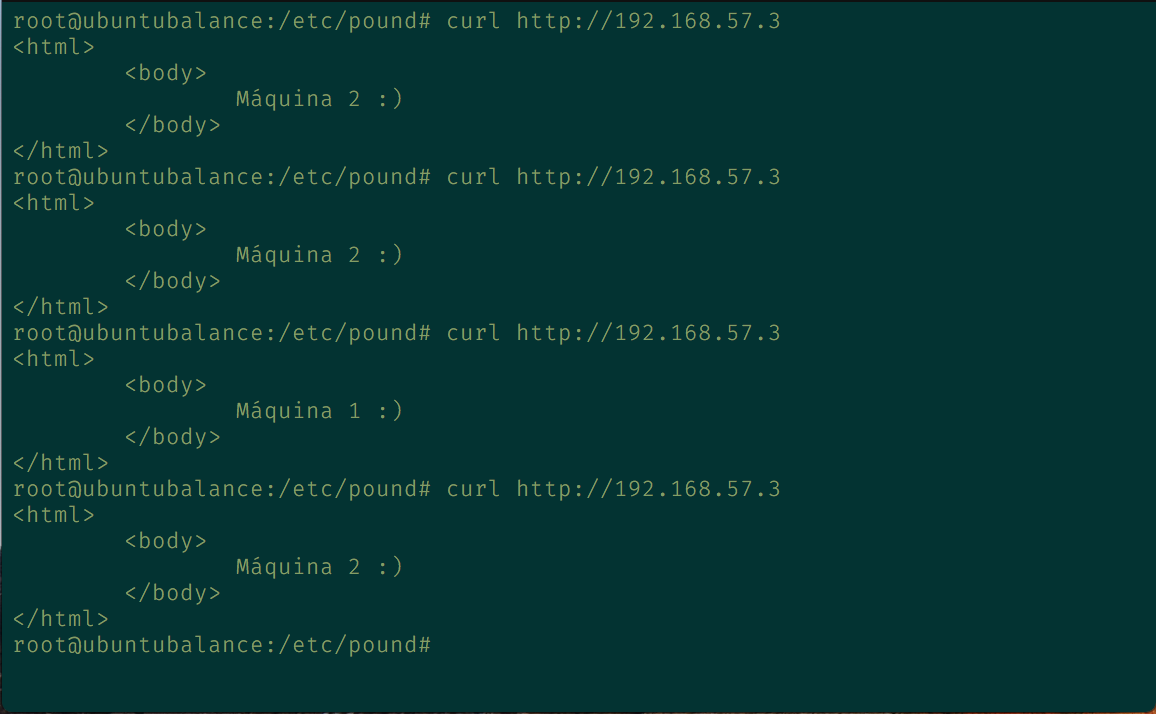 root@ubuntubalance:/etc/pound# curl http://192.168.57.3
<html>
        <body>
                Máquina 2 :)
        </body>
</html>
root@ubuntubalance:/etc/pound# curl http://192.168.57.3
<html>
        <body>
                Máquina 2 :)
        </body>
</html>
root@ubuntubalance:/etc/pound# curl http://192.168.57.3
<html>
        <body>
                Máquina 1 :)
        </body>
</html>
root@ubuntubalance:/etc/pound# curl http://192.168.57.3
<html>
        <body>
                Máquina 2 :)
        </body>
</html>
root@ubuntubalance:/etc/pound#